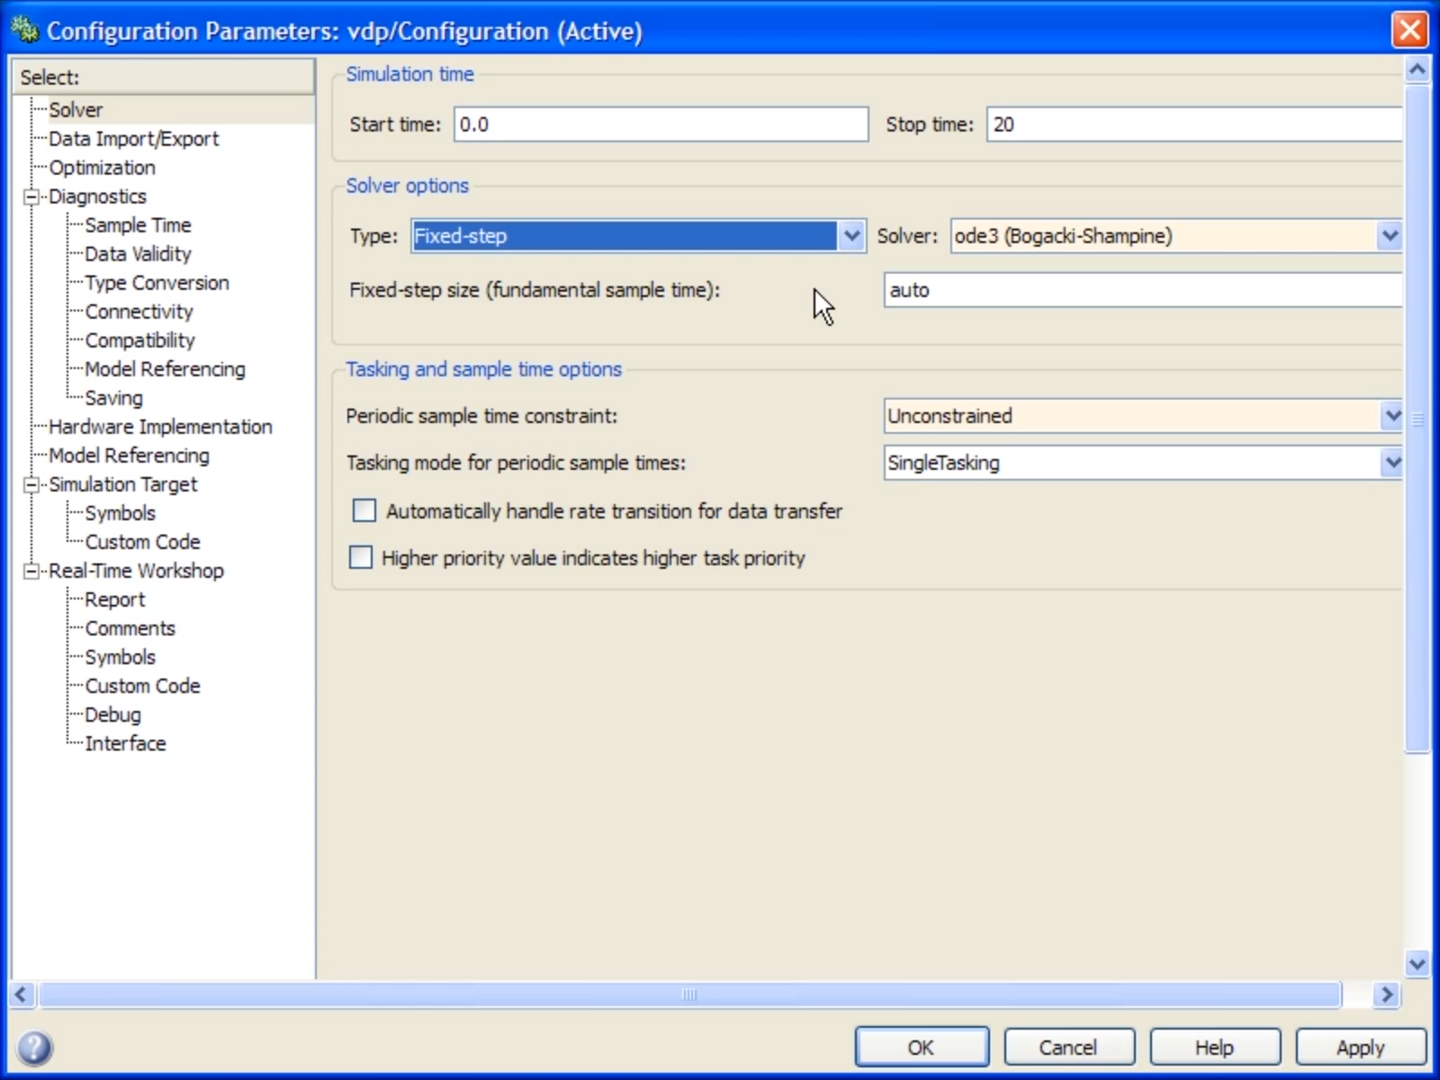 Configuration Parameters: vdp/Configuration (Active)
Select:
Solver
Data Import/Export
Optimization
Diagnostics
Sample Time
Data Validity
Type Conversion
Connectivity
Compatibility
Model Referencing
Saving
Hardware Implementation
Model Referencing
Simulation Target
Symbols
Custom Code
Real-Time Workshop
Report
Comments
Symbols
Custom Code
Debug
Interface
Simulation time
Start time: 0.0 Stop time: 20
Solver options
Type: Fixed-step Solver: ode3 (Bogacki-Shampine)
Fixed-step size (fundamental sample time): auto
Tasking and sample time options
Periodic sample time constraint: Unconstrained
Tasking mode for periodic sample times: SingleTasking
Automatically handle rate transition for data transfer
Higher priority value indicates higher task priority
? OK Cancel Help Apply